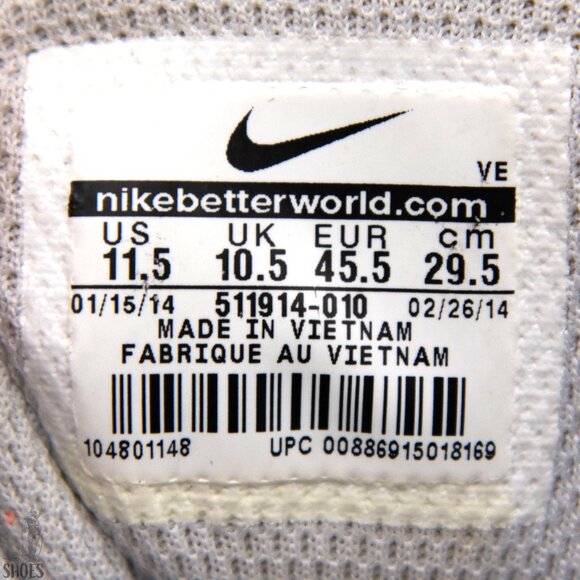 VE
nikebetterworld.com
US UK EUR cm
11.5 10.5 45.5 29.5
01/15/14 511914-010 02/26/14
MADE IN VIETNAM
FABRIQUE AU VIETNAM
104801148 UPC 00886915018169
SHOES